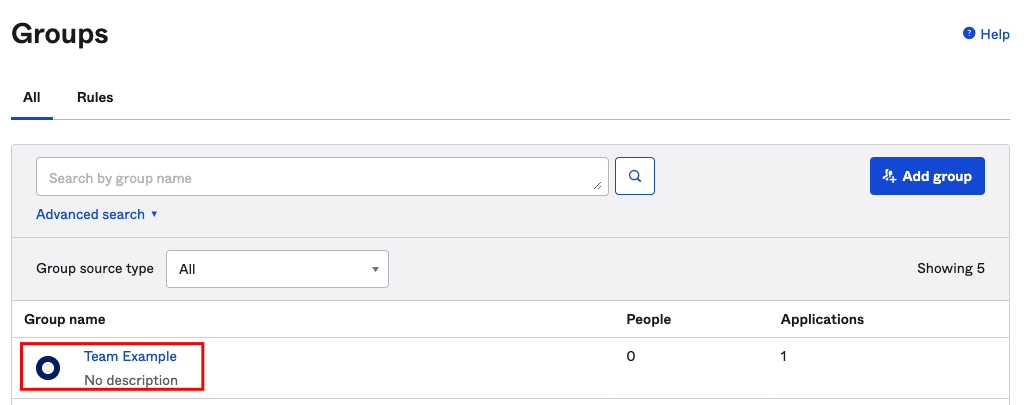 Groups
Help
All Rules
Search by group name
Add group
Advanced search
Group source type All Showing 5
Group name People Applications
Team Example 0 1
No description